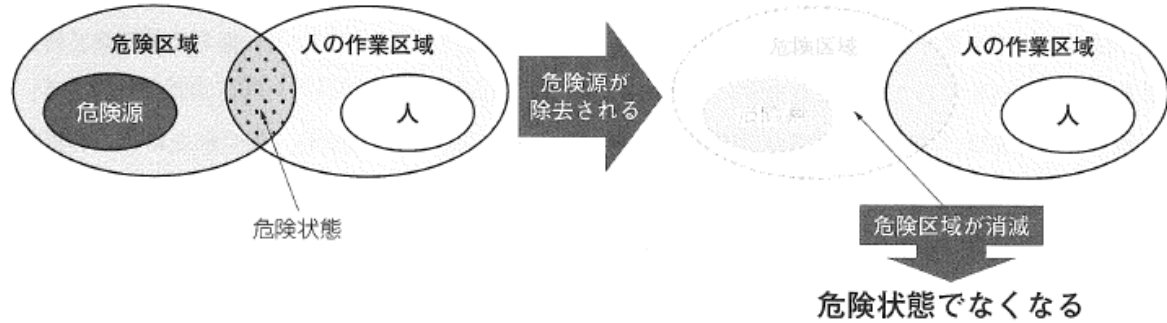 危険区域
人の作業区域
危険源
人
危険状態
危険源が
除去される
危険区域
人の作業区域
人
危険区域が消滅
危険状態でなくなる